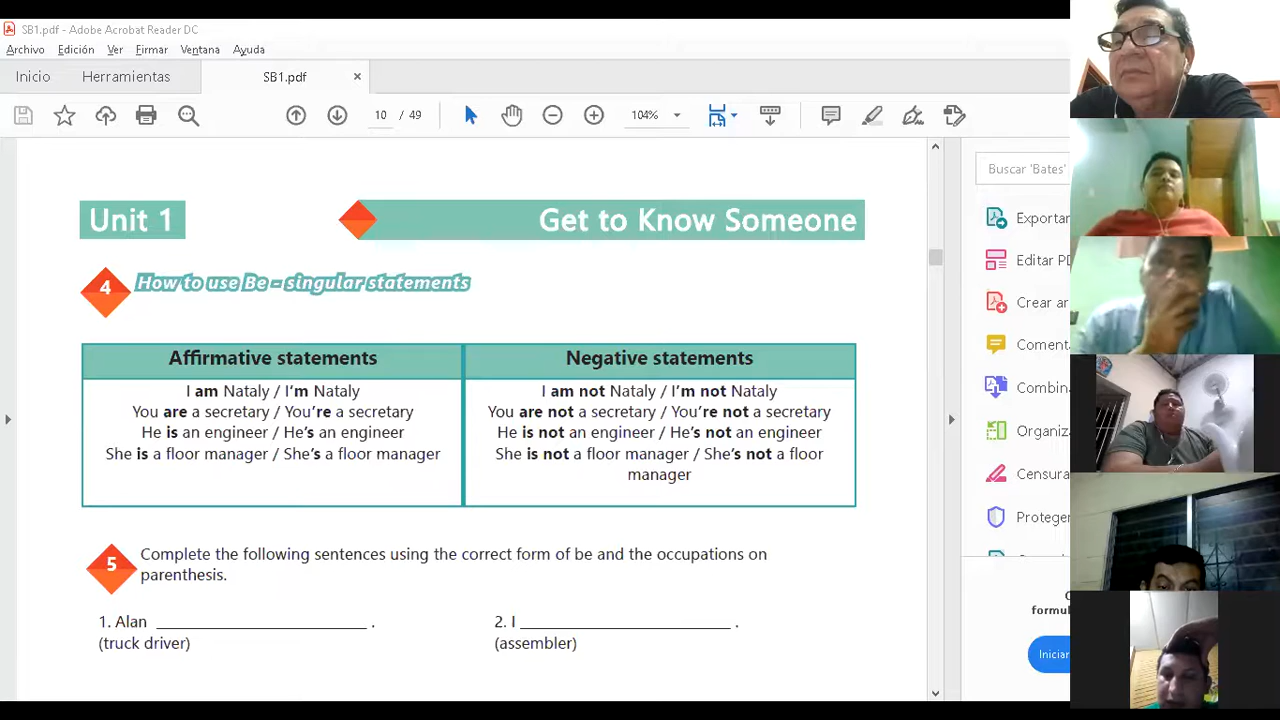 SB1.pdf - Adobe Acrobat Reader DC
Archivo Edición Ver Firmar Ventana Ayuda
Inicio Herramientas SB1.pdf ×
10 / 49 104%
Buscar 'Bates'
Exportar
Editar PD
Crear ar
Coment
Combin
Organiz
Censura
Proteger
formul
Iniciar
Unit 1 Get to Know Someone
4 How to use Be - singular statements
Affirmative statements Negative statements
I am Nataly / I'm Nataly I am not Nataly / I'm not Nataly
You are a secretary / You're a secretary You are not a secretary / You're not a secretary
He is an engineer / He's an engineer He is not an engineer / He's not an engineer
She is a floor manager / She's a floor manager She is not a floor manager / She's not a floor
manager
5 Complete the following sentences using the correct form of be and the occupations on
parenthesis.
1. Alan ______________________ . 2. I ______________________ .
(truck driver) (assembler)